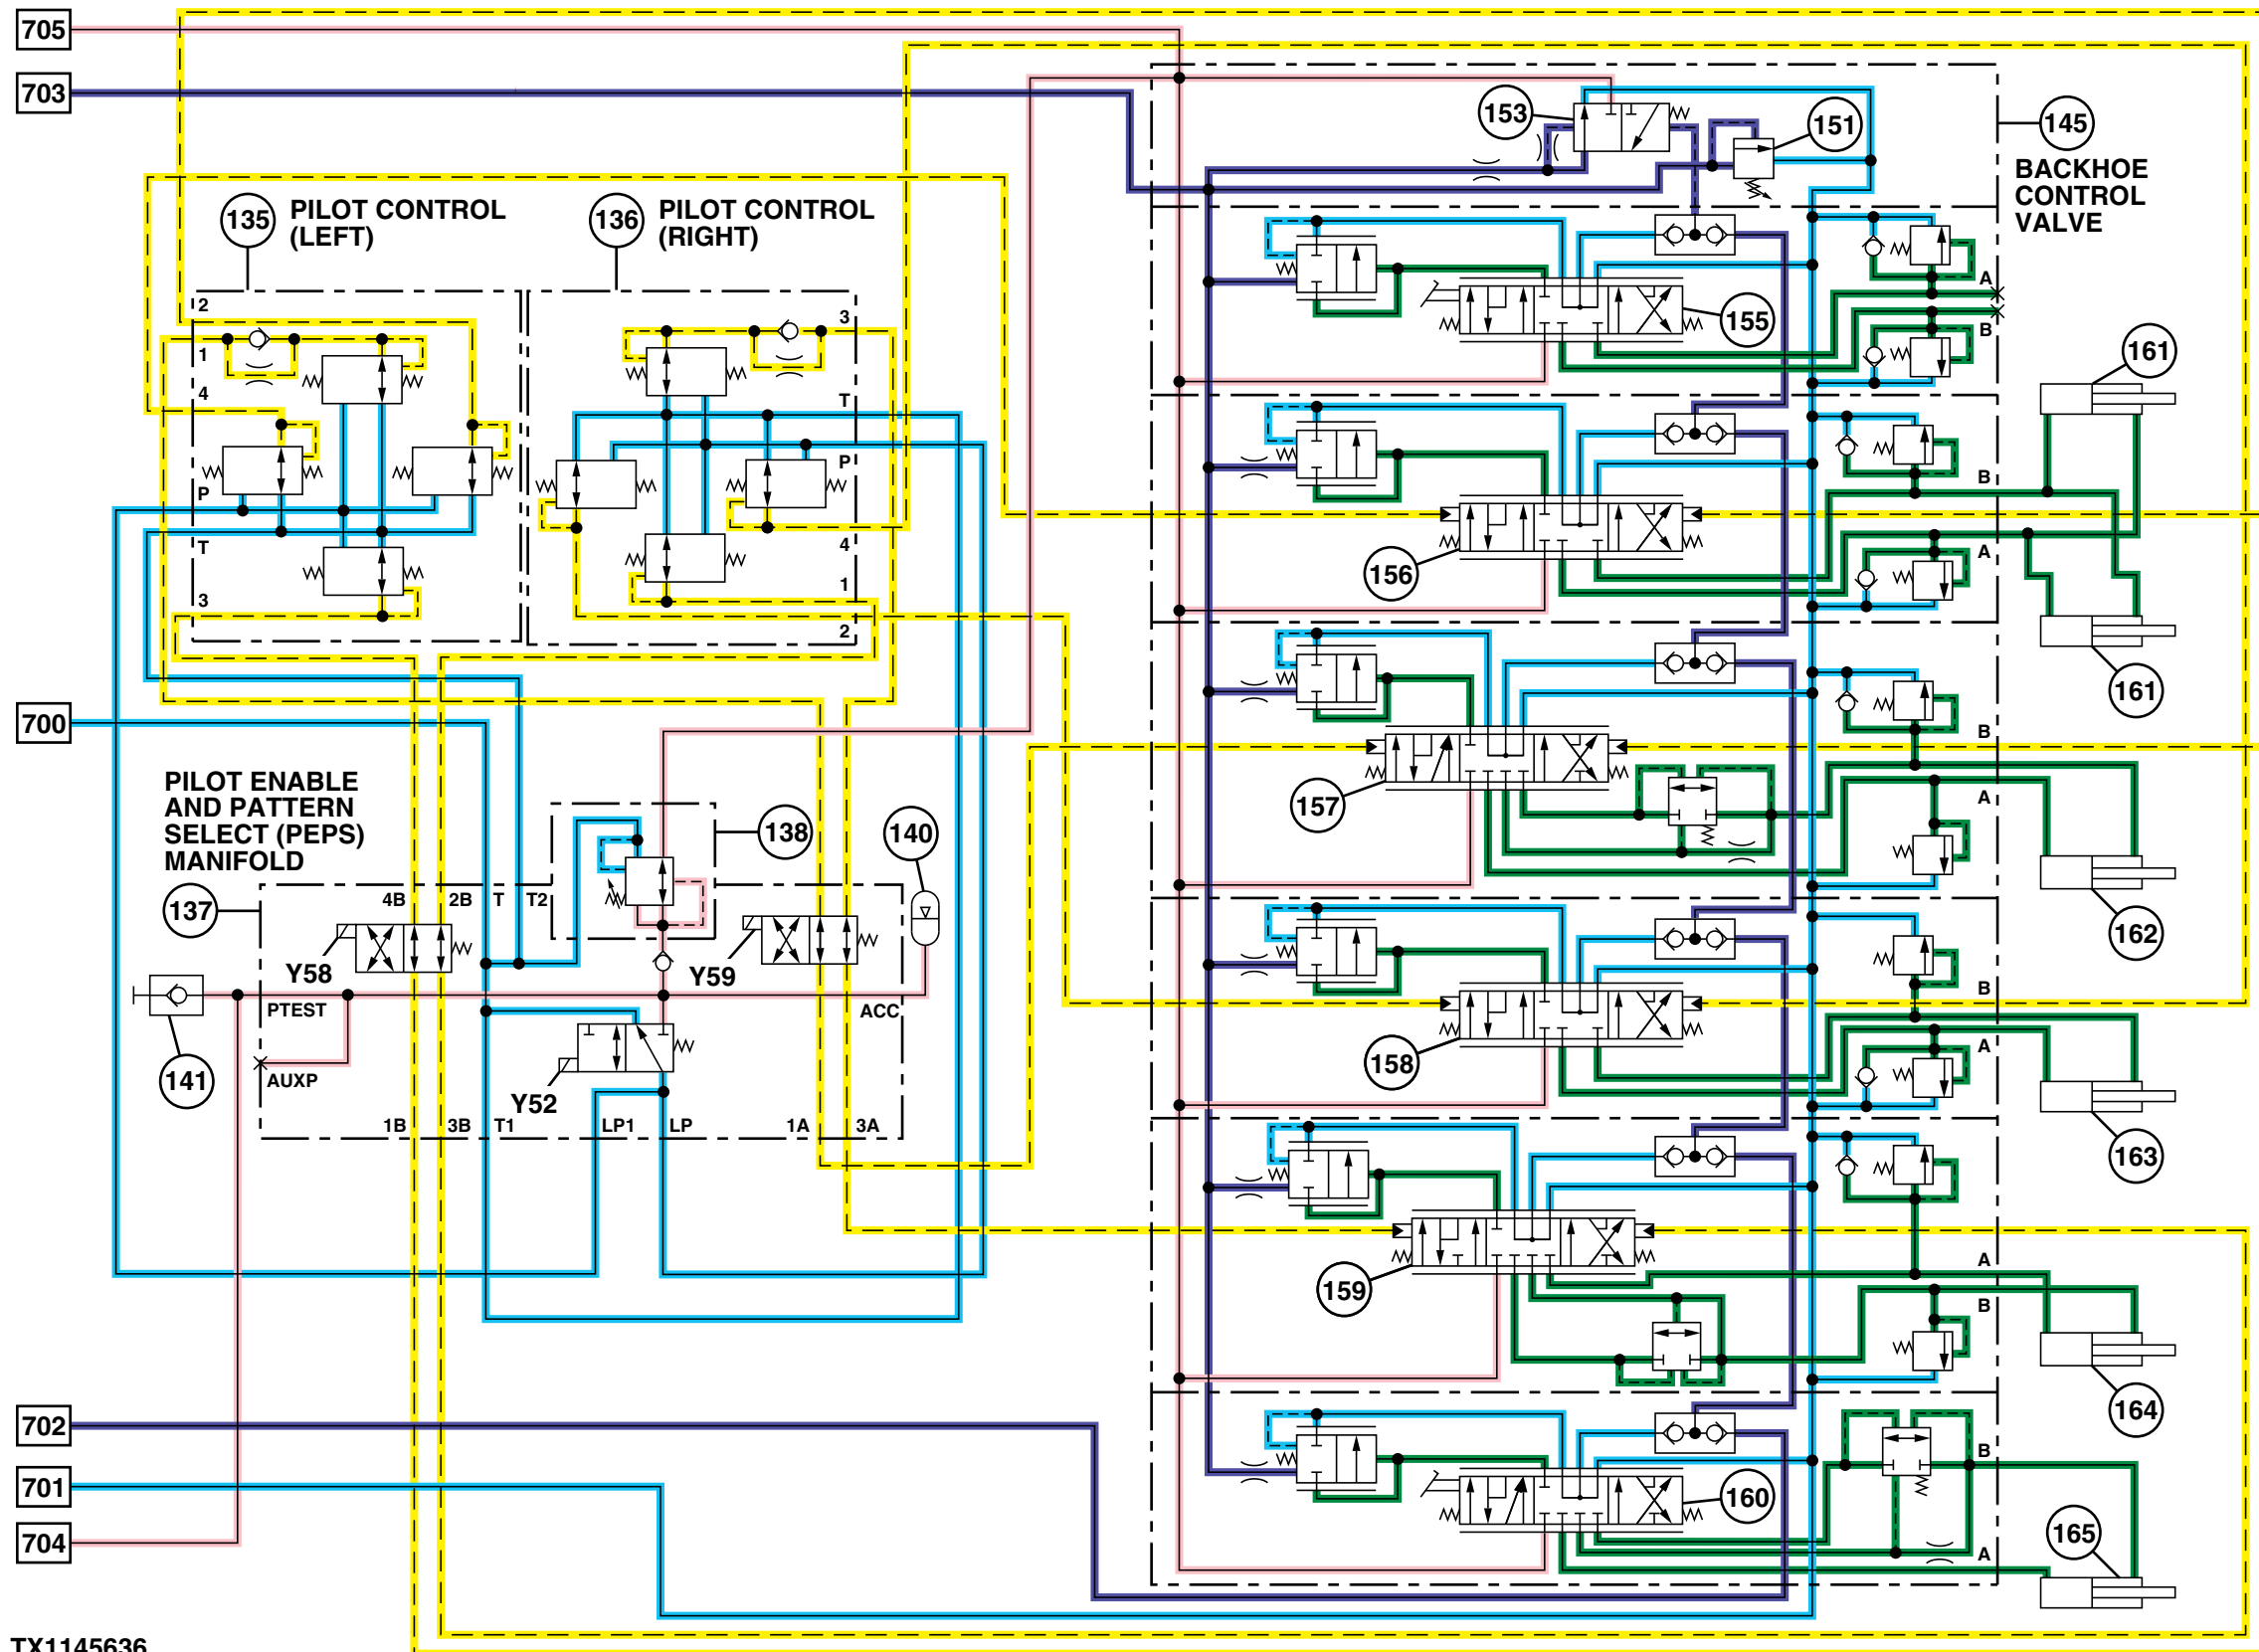 705
703
153
151
145
BACKHOE
CONTROL
VALVE
135
PILOT CONTROL
(LEFT)
136
PILOT CONTROL
(RIGHT)
2
1
4
P
T
3
3
T
P
4
1
2
A
B
155
161
B
A
156
161
700
PILOT ENABLE
AND PATTERN
SELECT (PEPS)
MANIFOLD
137
138
140
4B
2B
T
T2
Y58
Y59
PTEST
ACC
141
AUXP
Y52
1B
3B
T1
LP1
LP
1A
3A
157
B
A
162
158
B
A
163
159
A
B
164
702
701
704
160
B
A
165
TX1145636